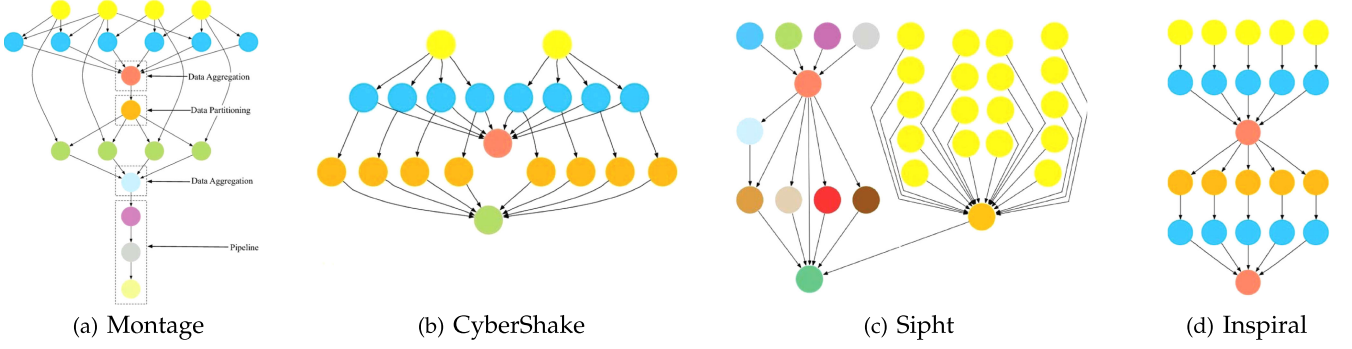 Data Aggregation
Data Partitioning
Data Aggregation
Pipeline
(a) Montage
(b) CyberShake
(c) Sipht
(d) Inspiral